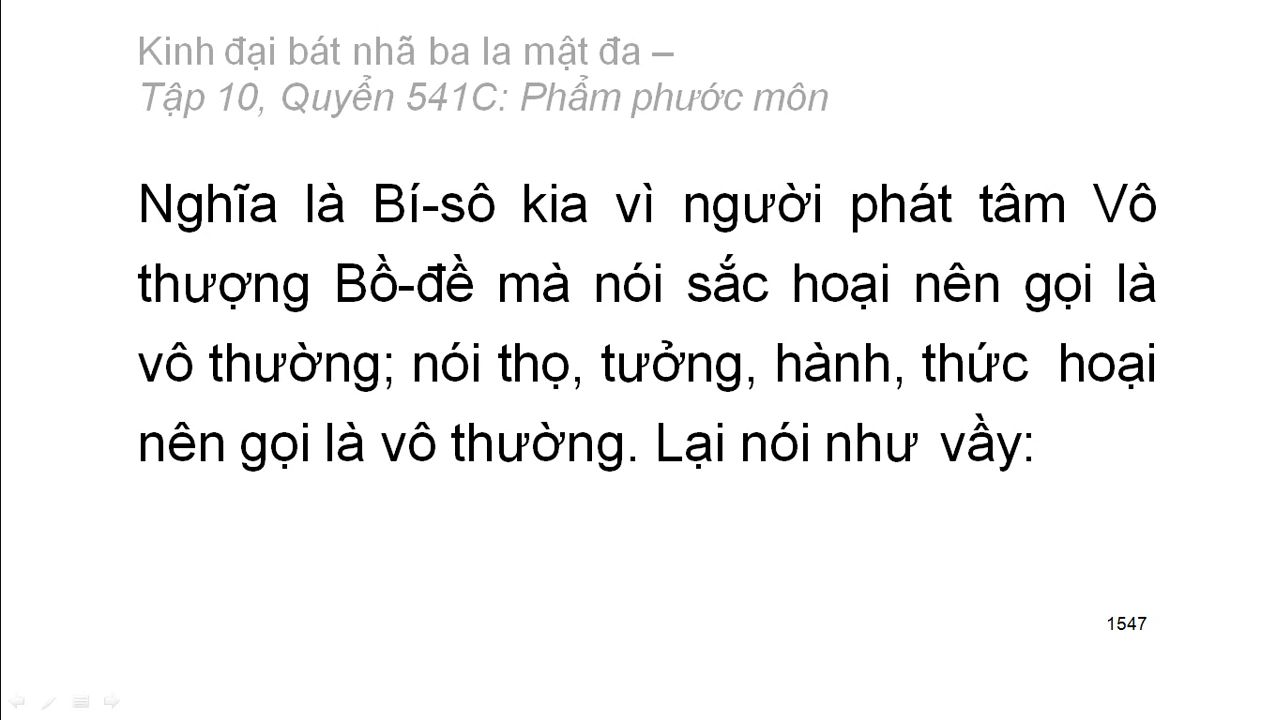 Kinh đại bát nhã ba la mật đa –
Tập 10, Quyển 541C: Phẩm phước môn
Nghĩa là Bí-sô kia vì người phát tâm Vô
thượng Bồ-đề mà nói sắc hoại nên gọi là
vô thường; nói thọ, tưởng, hành, thức hoại
nên gọi là vô thường. Lại nói như vầy:
1547